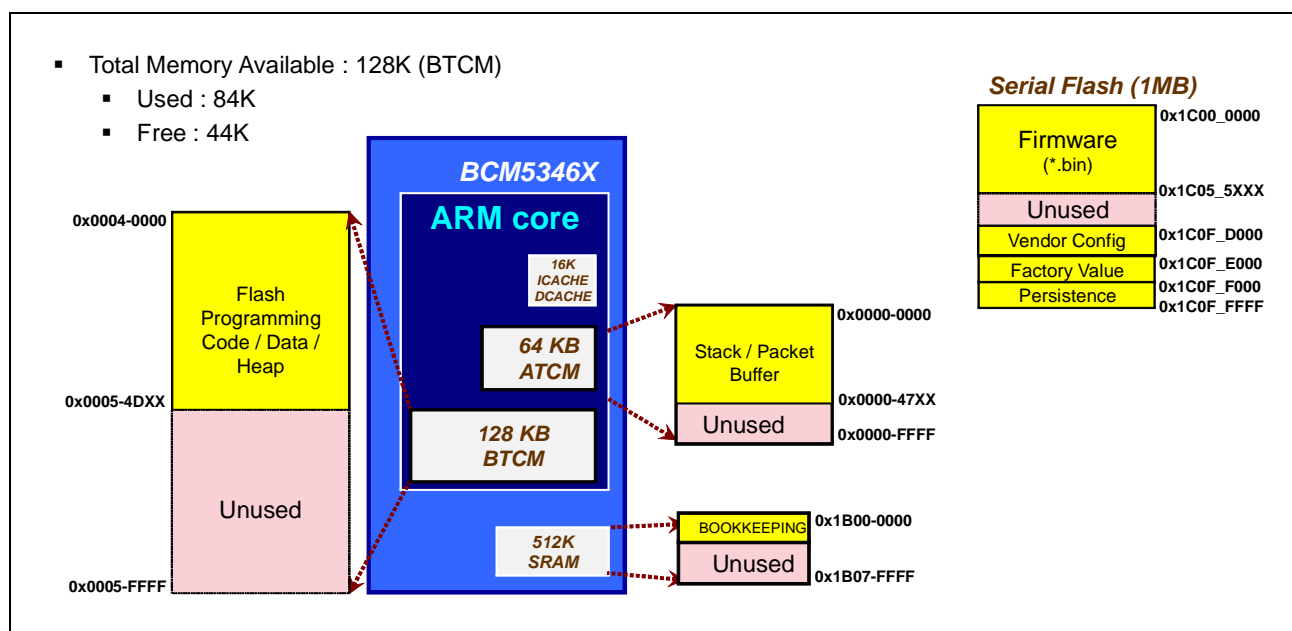 ▪ Total Memory Available : 128K (BTCM)
▪ Used : 84K
▪ Free : 44K
Serial Flash (1MB)
0x1C00_0000
Firmware
(*.bin)
0x1C05_5XXX
Unused
0x1C0F_D000
Vendor Config
0x1C0F_E000
Factory Value
0x1C0F_F000
Persistence
0x1C0F_FFFF
BCM5346X
ARM core
16K
ICACHE
DCACHE
64 KB
ATCM
128 KB
BTCM
512K
SRAM
0x0004-0000
Flash
Programming
Code / Data /
Heap
0x0005-4DXX
Unused
0x0005-FFFF
0x0000-0000
Stack / Packet
Buffer
0x0000-47XX
Unused
0x0000-FFFF
BOOKKEEPING
0x1B00-0000
Unused
0x1B07-FFFF